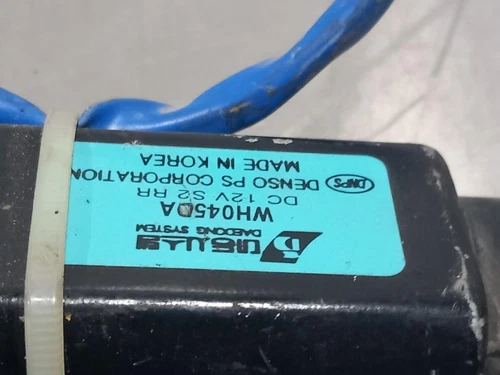 대동시스템
DAEDONG SYSTEM
WH045DA
DC 12V S2 RR
DNPS DENSO PS CORPORATION
MADE IN KOREA